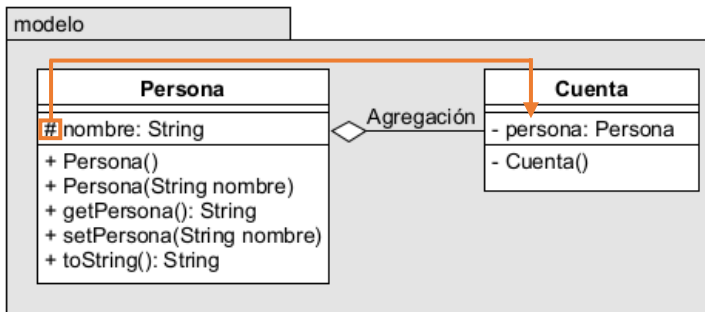 modelo
Persona
# nombre: String
+ Persona()
+ Persona(String nombre)
+ getPersona(): String
+ setPersona(String nombre)
+ toString(): String
Agregación
Cuenta
- persona: Persona
- Cuenta()